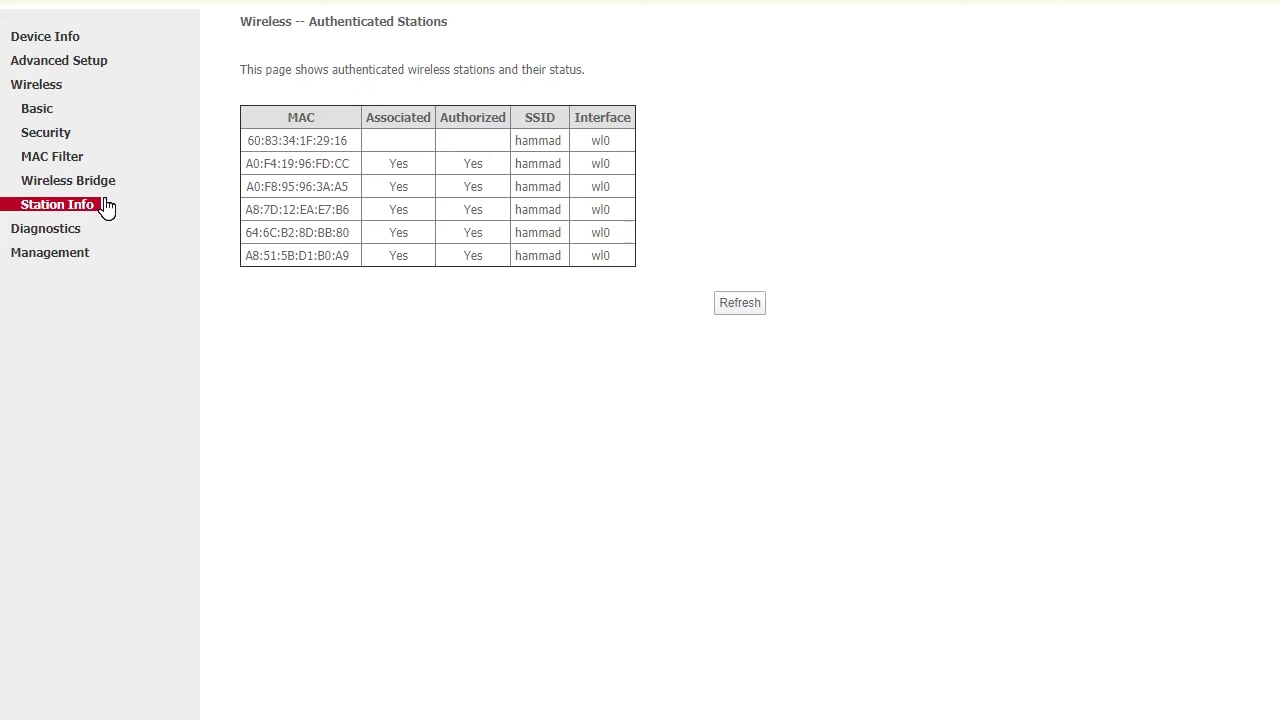 Device Info
Advanced Setup
Wireless
Basic
Security
MAC Filter
Wireless Bridge
Station Info
Diagnostics
Management
Wireless -- Authenticated Stations
This page shows authenticated wireless stations and their status.
MAC Associated Authorized SSID Interface
60:83:34:1F:29:16 hammad wl0
A0:F4:19:96:FD:CC Yes Yes hammad wl0
A0:F8:95:96:3A:A5 Yes Yes hammad wl0
A8:7D:12:EA:E7:B6 Yes Yes hammad wl0
64:6C:B2:8D:BB:80 Yes Yes hammad wl0
A8:51:5B:D1:B0:A9 Yes Yes hammad wl0
Refresh